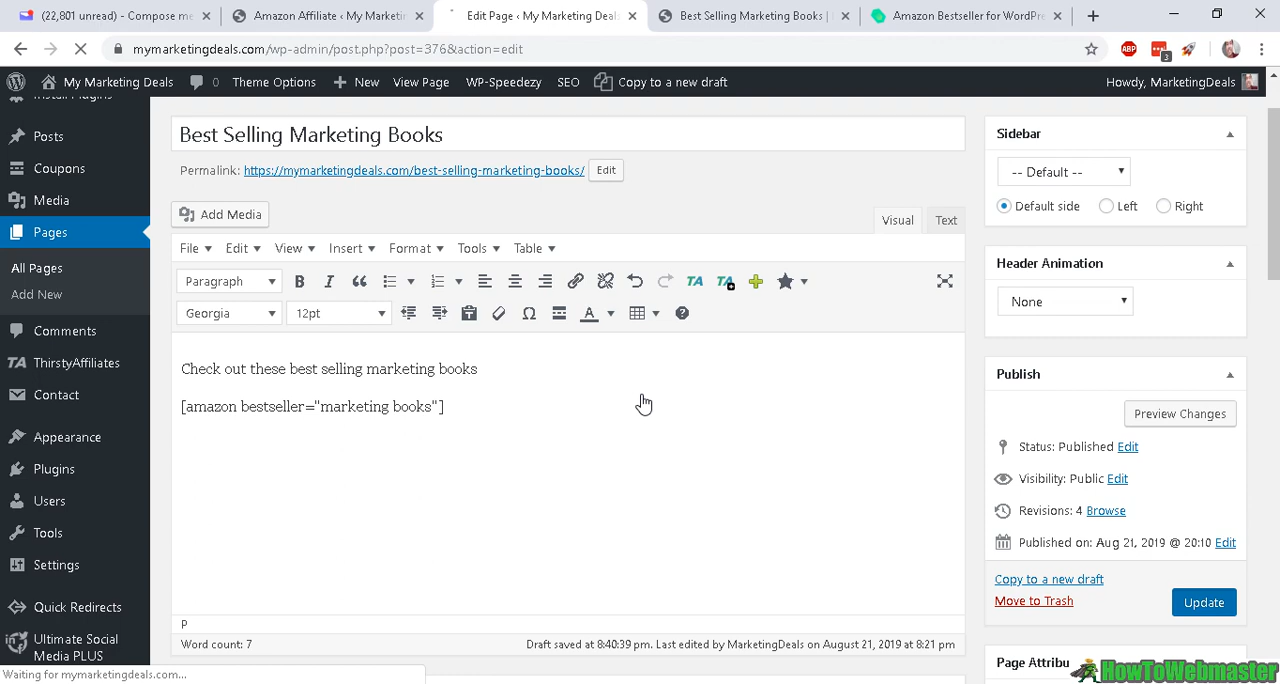 (22,801 unread) - Compose me
Amazon Affiliate ‹ My Marketing
Edit Page ‹ My Marketing Deals
Best Selling Marketing Books |
Amazon Bestseller for WordPre
mymarketingdeals.com/wp-admin/post.php?post=376&action=edit
ABP
3
My Marketing Deals
0
Theme Options
New
View Page
WP-Speedezy
SEO
Copy to a new draft
Howdy, MarketingDeals
Install Plugins
Posts
Coupons
Media
Pages
All Pages
Add New
Comments
ThirstyAffiliates
Contact
Appearance
Plugins
Users
Tools
Settings
Quick Redirects
Ultimate Social
Media PLUS
Waiting for mymarketingdeals.com...
Best Selling Marketing Books
Permalink: https://mymarketingdeals.com/best-selling-marketing-books/ Edit
Add Media
Visual Text
File Edit View Insert Format Tools Table
Paragraph
I
TA TA
Georgia 12pt
A
Check out these best selling marketing books
[amazon bestseller="marketing books"]
P
Word count: 7
Draft saved at 8:40:39 pm. Last edited by MarketingDeals on August 21, 2019 at 8:21 pm
Sidebar
-- Default --
Default side Left Right
Header Animation
None
Publish
Preview Changes
Status: Published Edit
Visibility: Public Edit
Revisions: 4 Browse
Published on: Aug 21, 2019 @ 20:10 Edit
Copy to a new draft
Move to Trash
Update
Page Attribu
HowToWebmaster